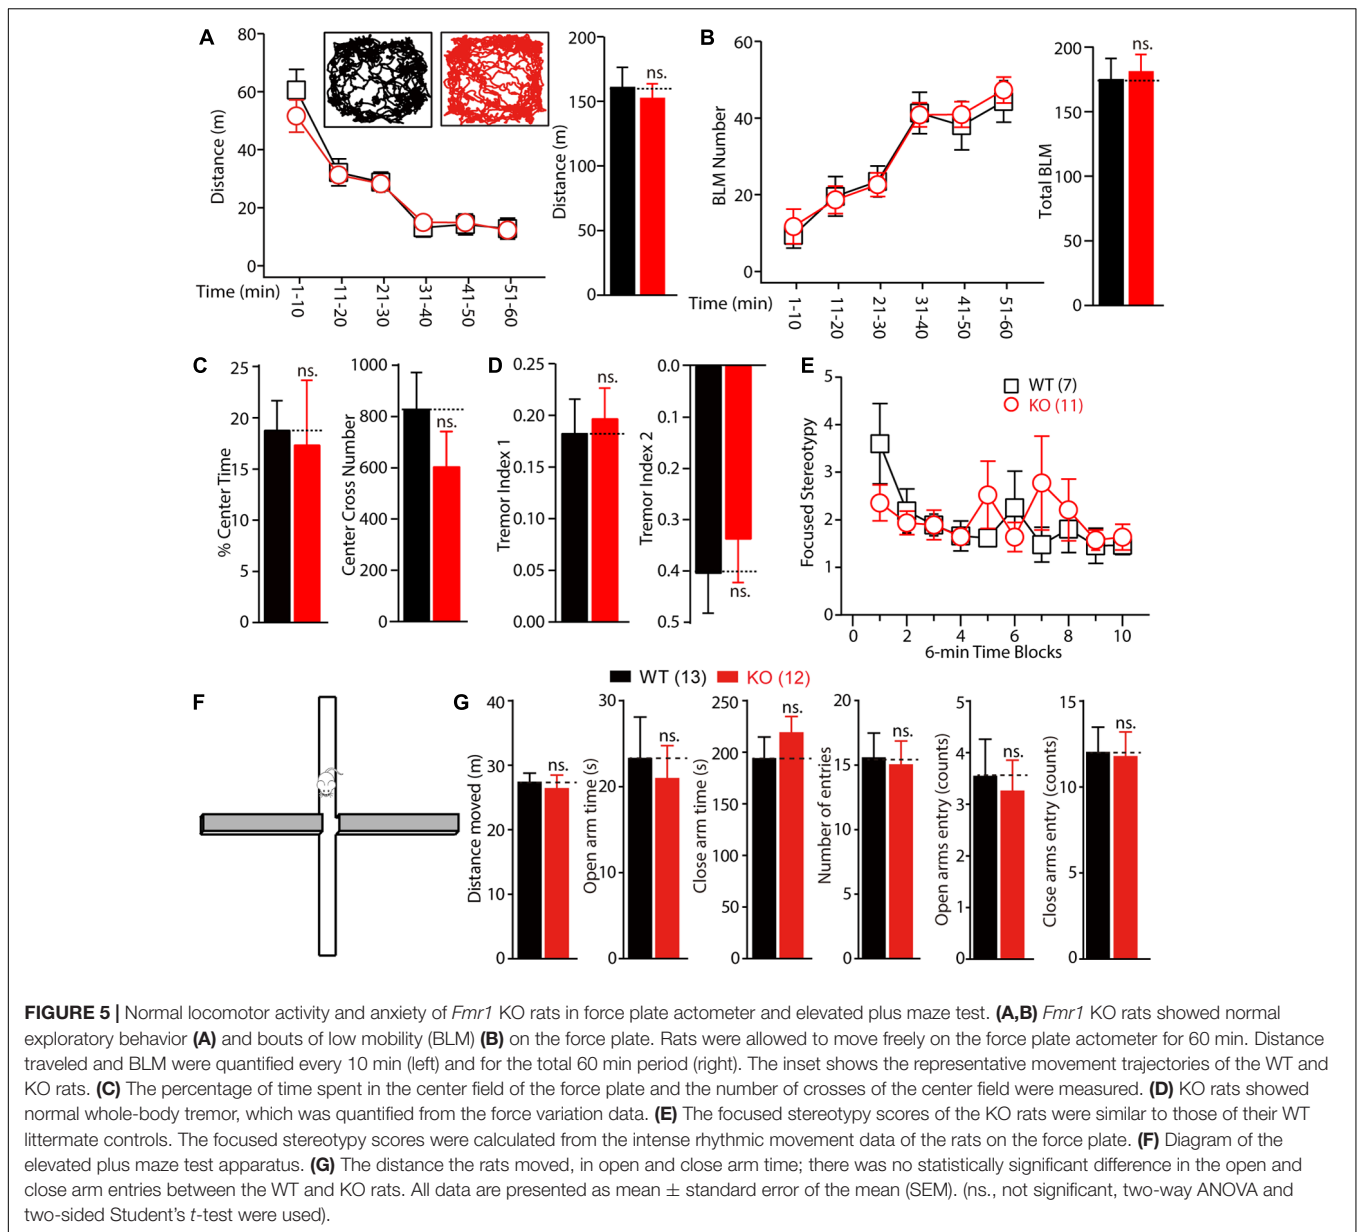 A
80
60
40
20
0
Distance (m)
Time (min)
1-10
11-20
21-30
31-40
41-50
51-60
200
150
100
50
0
Distance (m)
ns.
B
60
40
20
0
BLM Number
Time (min)
1-10
11-20
21-30
31-40
41-50
51-60
200
150
100
50
0
Total BLM
ns.
C
25
20
15
10
5
0
% Center Time
ns.
1000
800
600
400
200
0
Center Cross Number
ns.
D
0.25
0.20
0.15
0.10
0.05
0.00
Tremor Index 1
ns.
0.0
0.1
0.2
0.3
0.4
0.5
Tremor Index 2
ns.
E
5
4
3
2
1
0
Focused Stereotypy
WT (7)
KO (11)
0 2 4 6 8 10
6-min Time Blocks
F
G
WT (13) KO (12)
40
30
20
10
0
Distance moved (m)
ns.
30
20
10
0
Open arm time (s)
ns.
250
200
150
100
50
0
Close arm time (s)
ns.
20
15
10
5
0
Number of entries
ns.
5
4
3
2
1
0
Open arms entry (counts)
ns.
15
10
5
0
Close arms entry (counts)
ns.
FIGURE 5 | Normal locomotor activity and anxiety of Fmr1 KO rats in force plate actometer and elevated plus maze test. (A,B) Fmr1 KO rats showed normal
exploratory behavior (A) and bouts of low mobility (BLM) (B) on the force plate. Rats were allowed to move freely on the force plate actometer for 60 min. Distance
traveled and BLM were quantified every 10 min (left) and for the total 60 min period (right). The inset shows the representative movement trajectories of the WT and
KO rats. (C) The percentage of time spent in the center field of the force plate and the number of crosses of the center field were measured. (D) KO rats showed
normal whole-body tremor, which was quantified from the force variation data. (E) The focused stereotypy scores of the KO rats were similar to those of their WT
littermate controls. The focused stereotypy scores were calculated from the intense rhythmic movement data of the rats on the force plate. (F) Diagram of the
elevated plus maze test apparatus. (G) The distance the rats moved, in open and close arm time; there was no statistically significant difference in the open and
close arm entries between the WT and KO rats. All data are presented as mean ± standard error of the mean (SEM). (ns., not significant, two-way ANOVA and
two-sided Student's t-test were used).